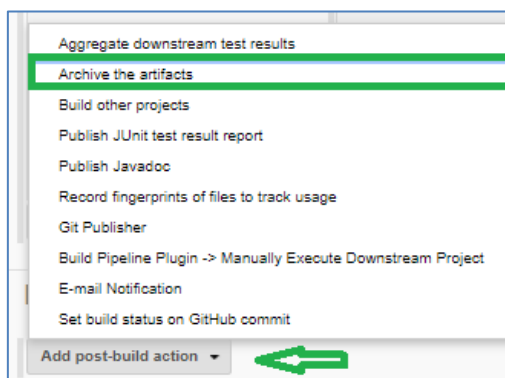 Aggregate downstream test results
Archive the artifacts
Build other projects
Publish JUnit test result report
Publish Javadoc
Record fingerprints of files to track usage
Git Publisher
Build Pipeline Plugin -> Manually Execute Downstream Project
E-mail Notification
Set build status on GitHub commit
Add post-build action